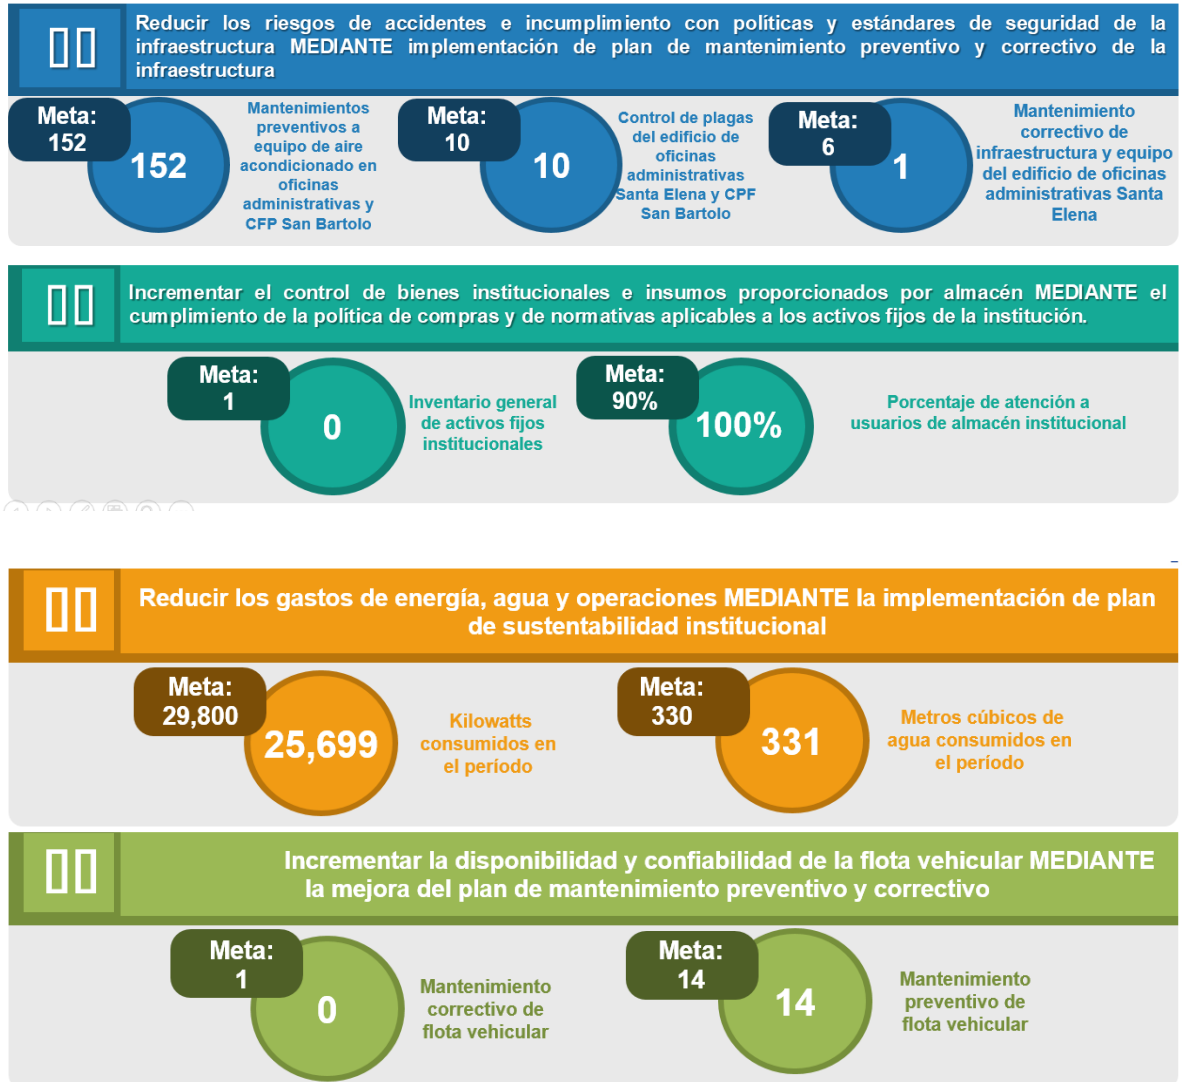 Reducir los riesgos de accidentes e incumplimiento con políticas y estándares de seguridad de la
infraestructura MEDIANTE implementación de plan de mantenimiento preventivo y correctivo de la
infraestructura
Meta:
152
152
Mantenimientos
preventivos a
equipo de aire
acondicionado en
oficinas
administrativas y
CFP San Bartolo
Meta:
10
10
Control de plagas
del edificio de
oficinas
administrativas
Santa Elena y CPF
San Bartolo
Meta:
6
1
Mantenimiento
correctivo de
infraestructura y equipo
del edificio de oficinas
administrativas Santa
Elena
Incrementar el control de bienes institucionales e insumos proporcionados por almacén MEDIANTE el
cumplimiento de la política de compras y de normativas aplicables a los activos fijos de la institución.
Meta:
1
0
Inventario general
de activos fijos
institucionales
Meta:
90%
100%
Porcentaje de atención a
usuarios de almacén institucional
Reducir los gastos de energía, agua y operaciones MEDIANTE la implementación de plan
de sustentabilidad institucional
Meta:
29,800
25,699
Kilowatts
consumidos en
el período
Meta:
330
331
Metros cúbicos de
agua consumidos en
el período
Incrementar la disponibilidad y confiabilidad de la flota vehicular MEDIANTE
la mejora del plan de mantenimiento preventivo y correctivo
Meta:
1
0
Mantenimiento
correctivo de
flota vehicular
Meta:
14
14
Mantenimiento
preventivo de
flota vehicular